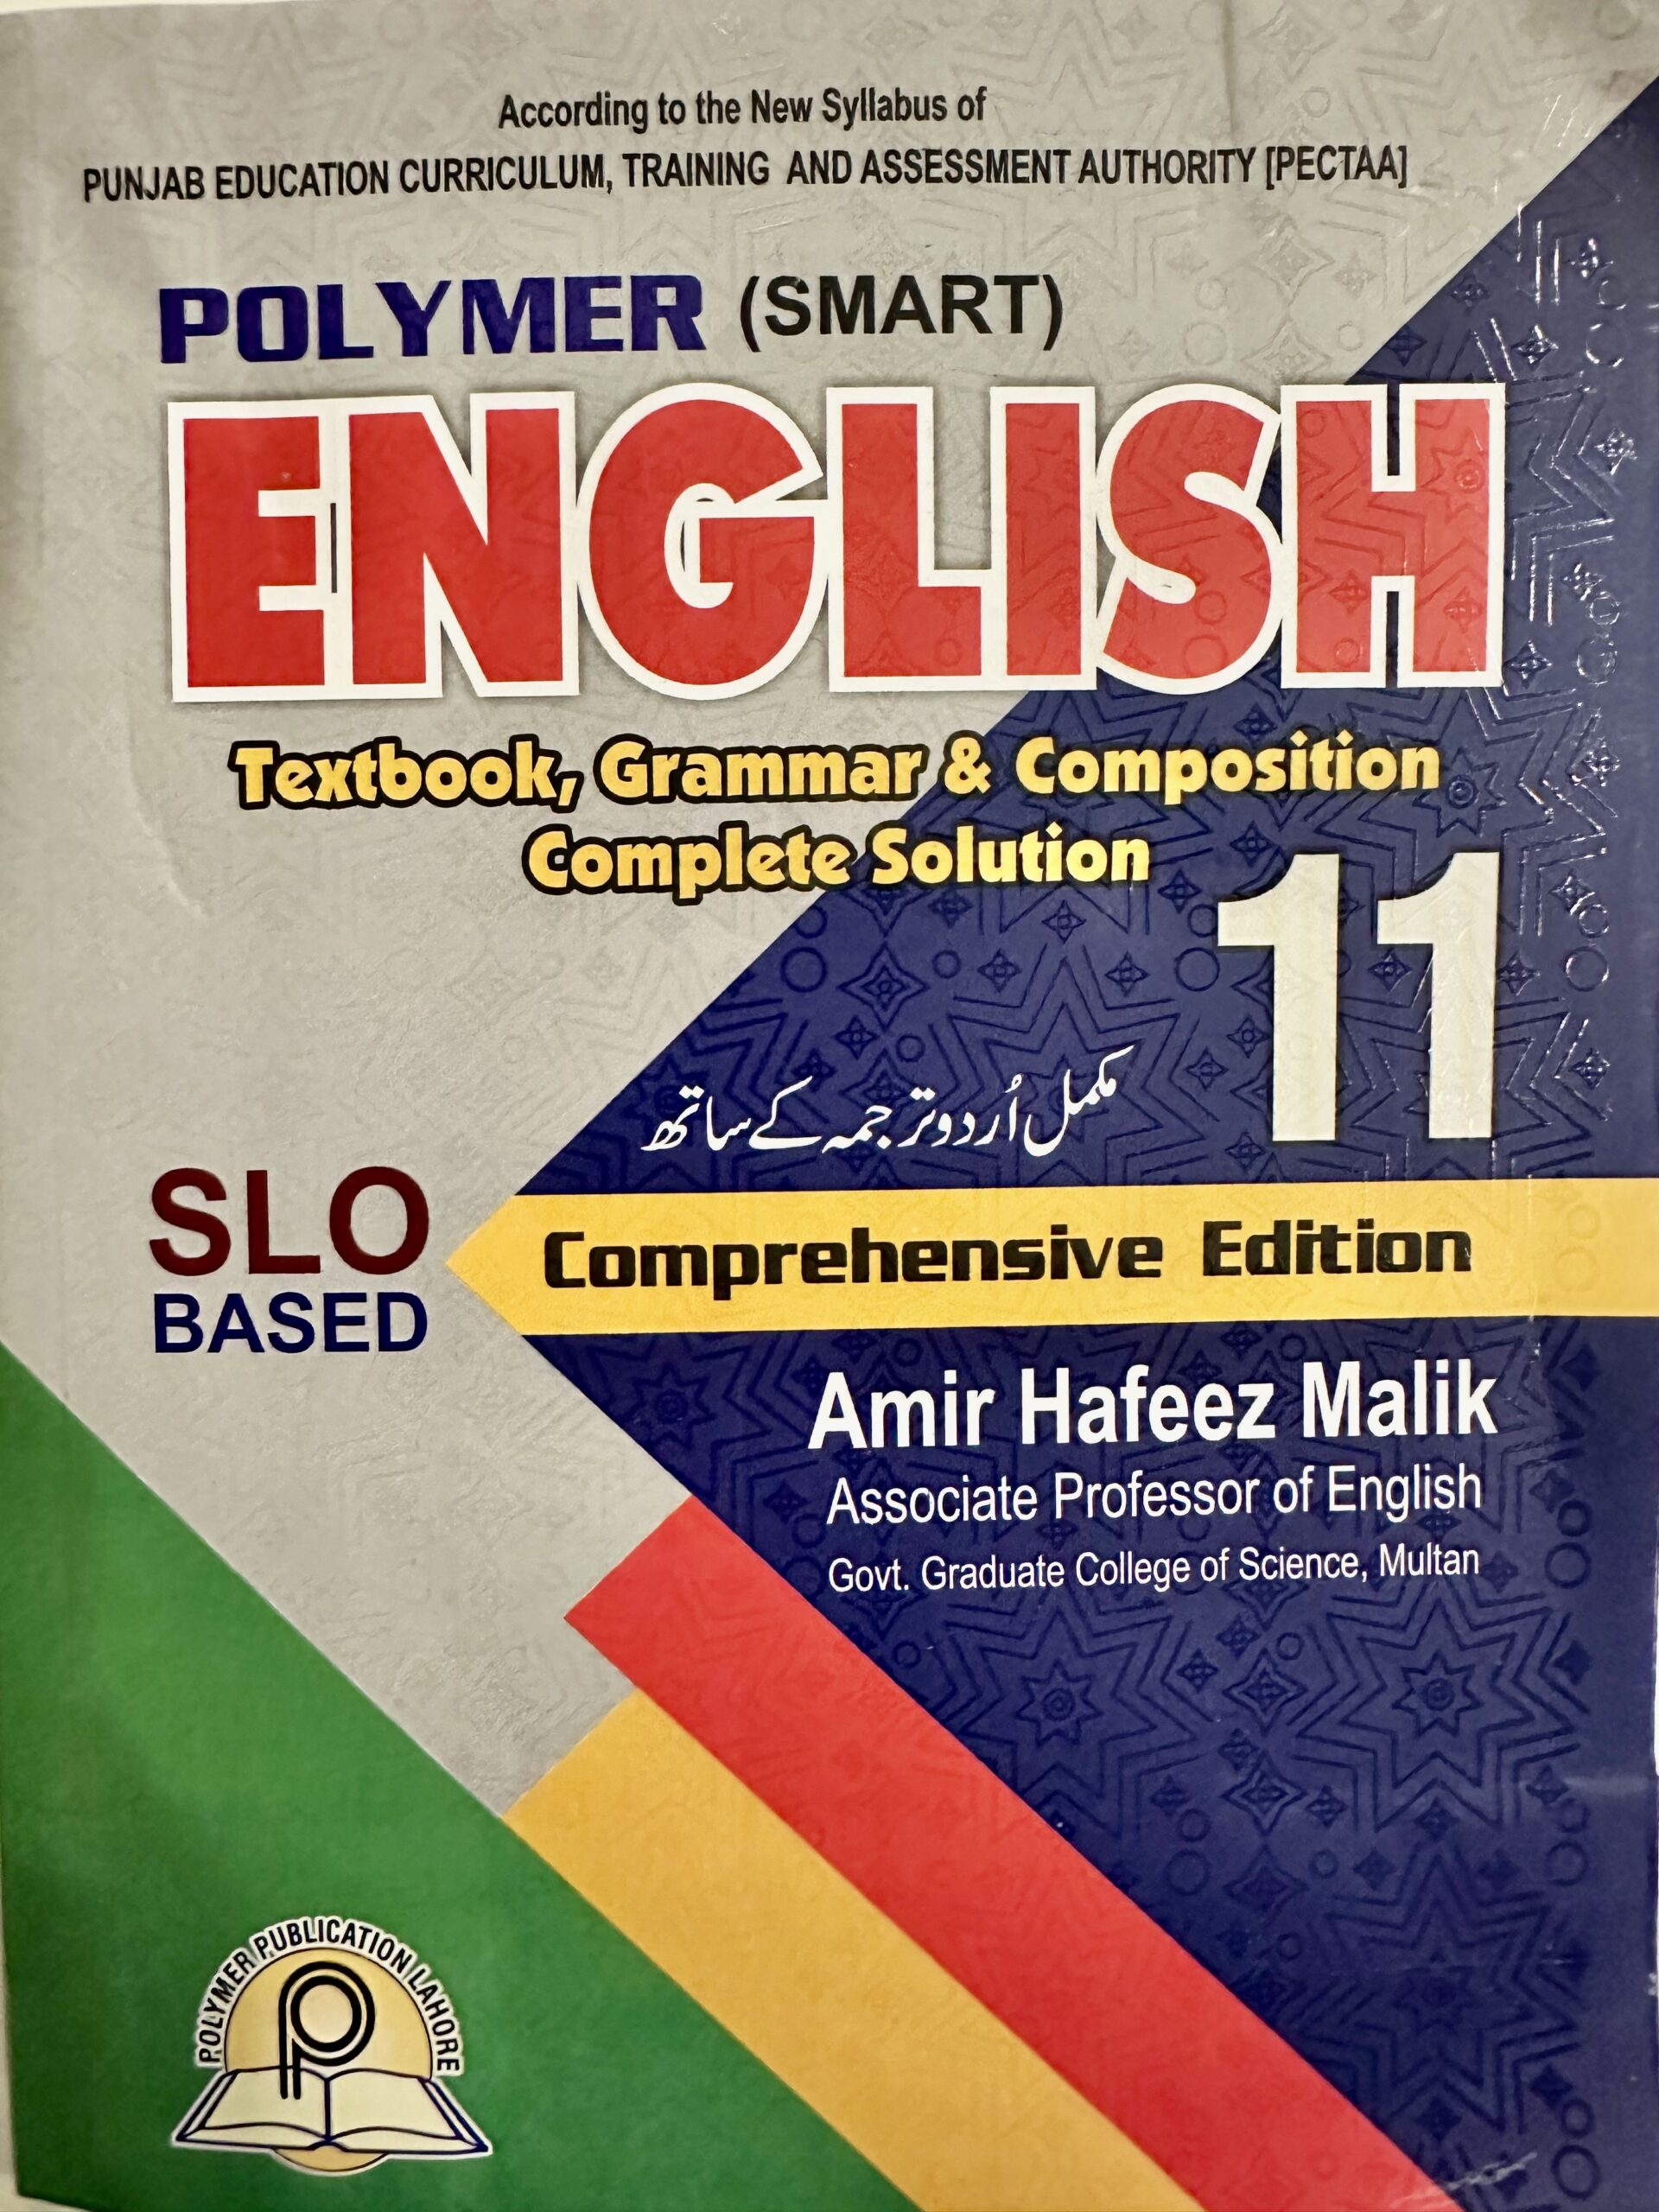 According to the New Syllabus of
PUNJAB EDUCATION CURRICULUM, TRAINING AND ASSESSMENT AUTHORITY [PECTAA]
POLYMER (SMART)
ENGLISH
Textbook, Grammar & Composition
Complete Solution
11
مکمل اُردو ترجمہ کے ساتھ
SLO
BASED
Comprehensive Edition
Amir Hafeez Malik
Associate Professor of English
Govt. Graduate College of Science, Multan
POLYMER PUBLICATION LAHORE
P